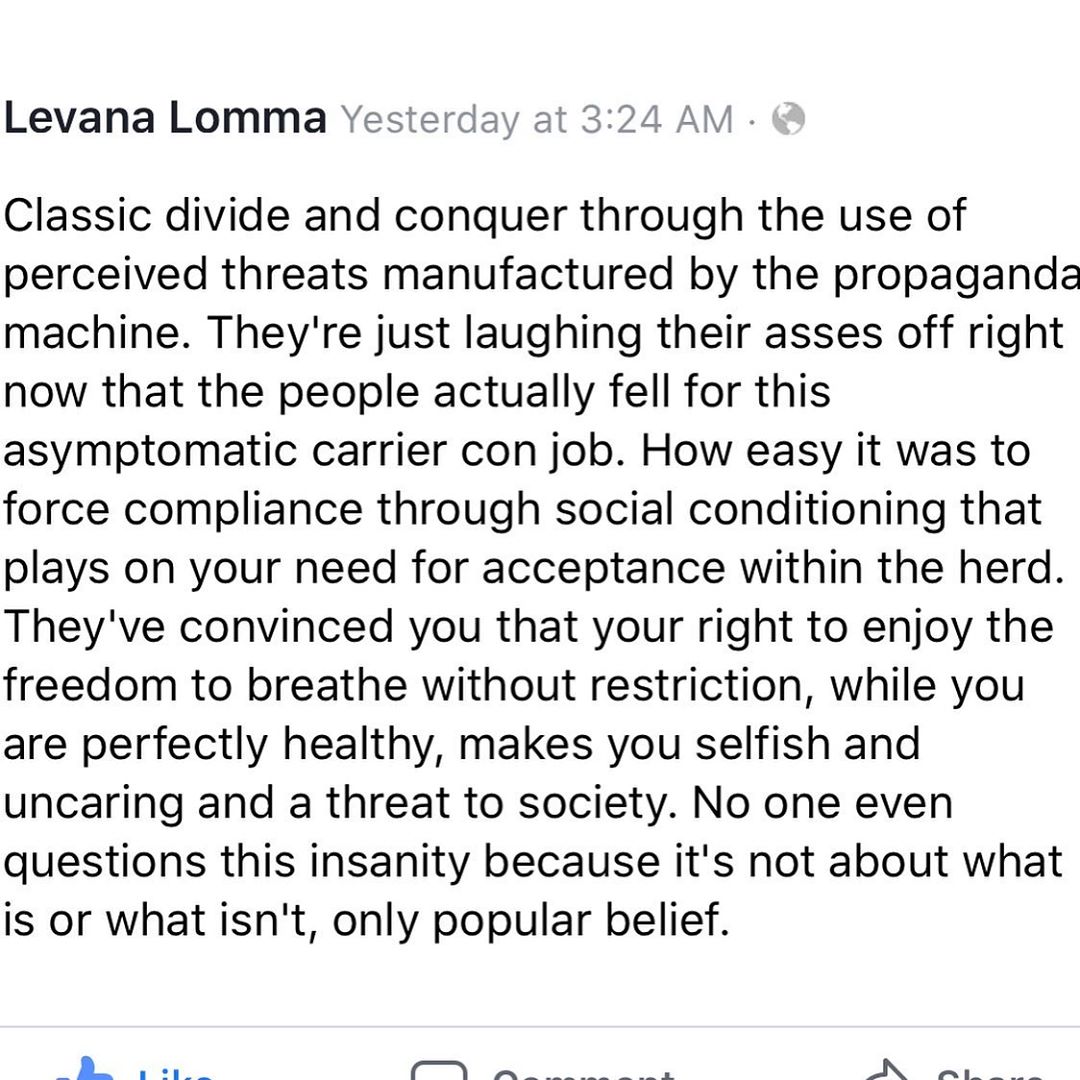 Levana Lomma Yesterday at 3:24 AM ·
Classic divide and conquer through the use of
perceived threats manufactured by the propaganda
machine. They're just laughing their asses off right
now that the people actually fell for this
asymptomatic carrier con job. How easy it was to
force compliance through social conditioning that
plays on your need for acceptance within the herd.
They've convinced you that your right to enjoy the
freedom to breathe without restriction, while you
are perfectly healthy, makes you selfish and
uncaring and a threat to society. No one even
questions this insanity because it's not about what
is or what isn't, only popular belief.
Like Comment Share